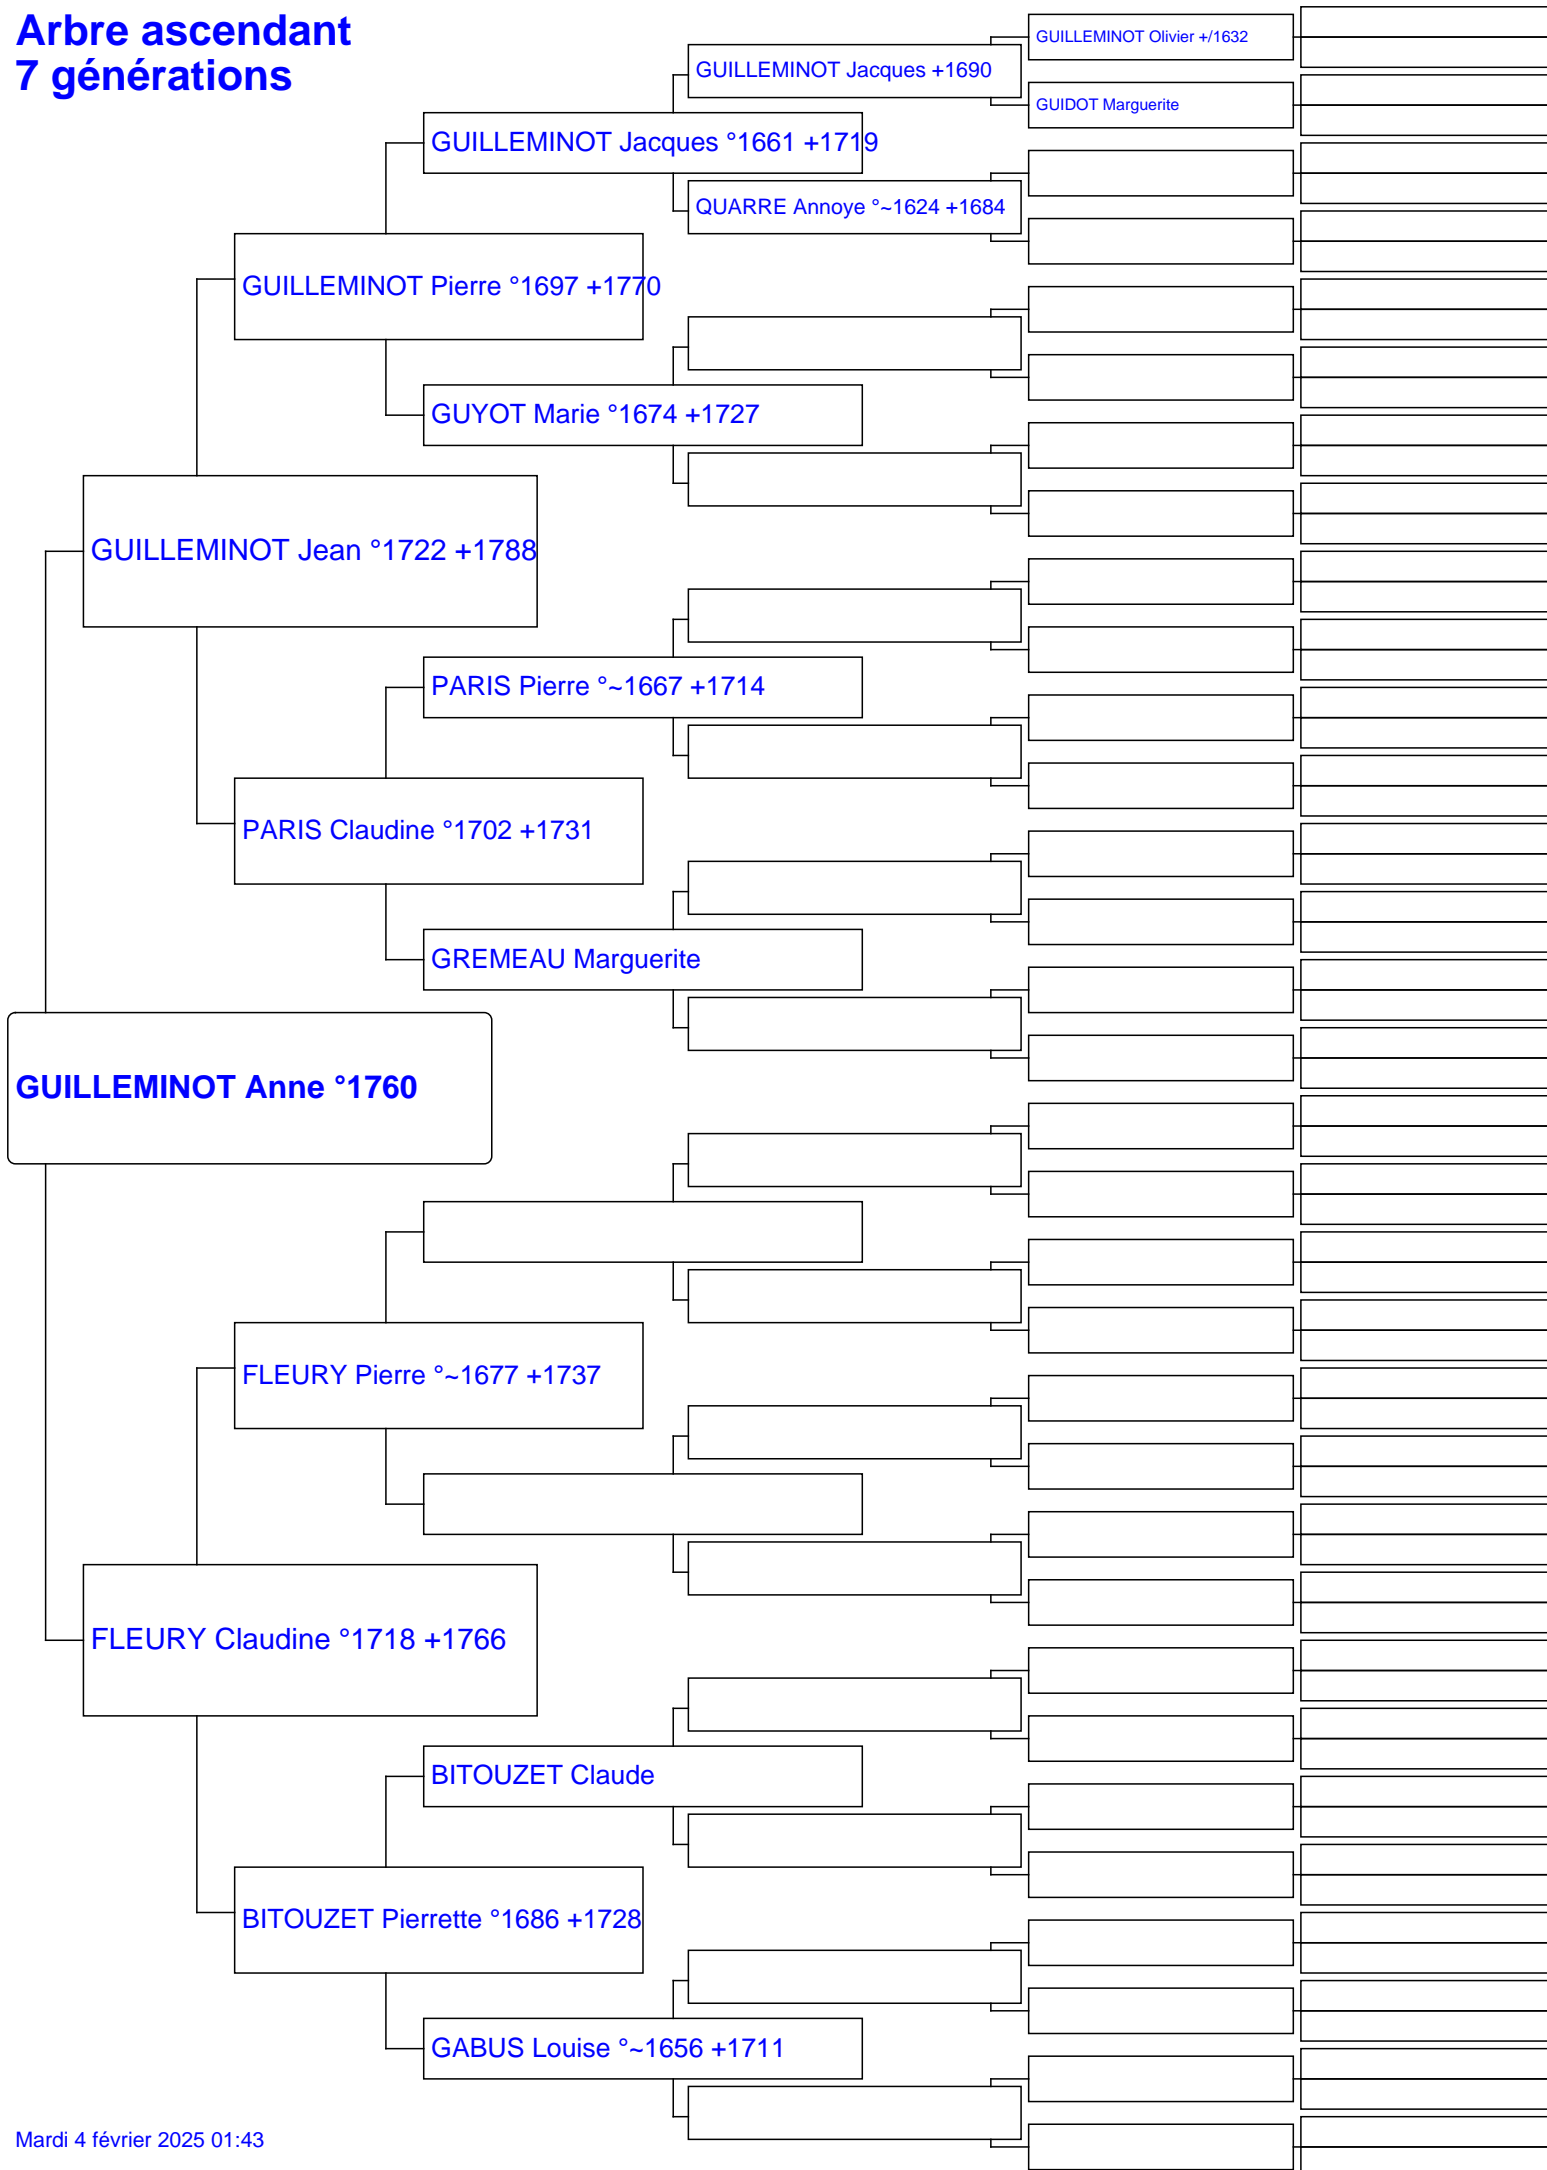 Arbre ascendant
7 générations
GUILLEMINOT Olivier +/1632
GUILLEMINOT Jacques +1690
GUIDOT Marguerite
GUILLEMINOT Jacques °1661 +1719
QUARRE Annoye °~1624 +1684
GUILLEMINOT Pierre °1697 +1770
GUYOT Marie °1674 +1727
GUILLEMINOT Jean °1722 +1788
PARIS Pierre °~1667 +1714
PARIS Claudine °1702 +1731
GREMEAU Marguerite
GUILLEMINOT Anne °1760
FLEURY Pierre °~1677 +1737
FLEURY Claudine °1718 +1766
BITOUZET Claude
BITOUZET Pierrette °1686 +1728
GABUS Louise °~1656 +1711
Mardi 4 février 2025 01:43